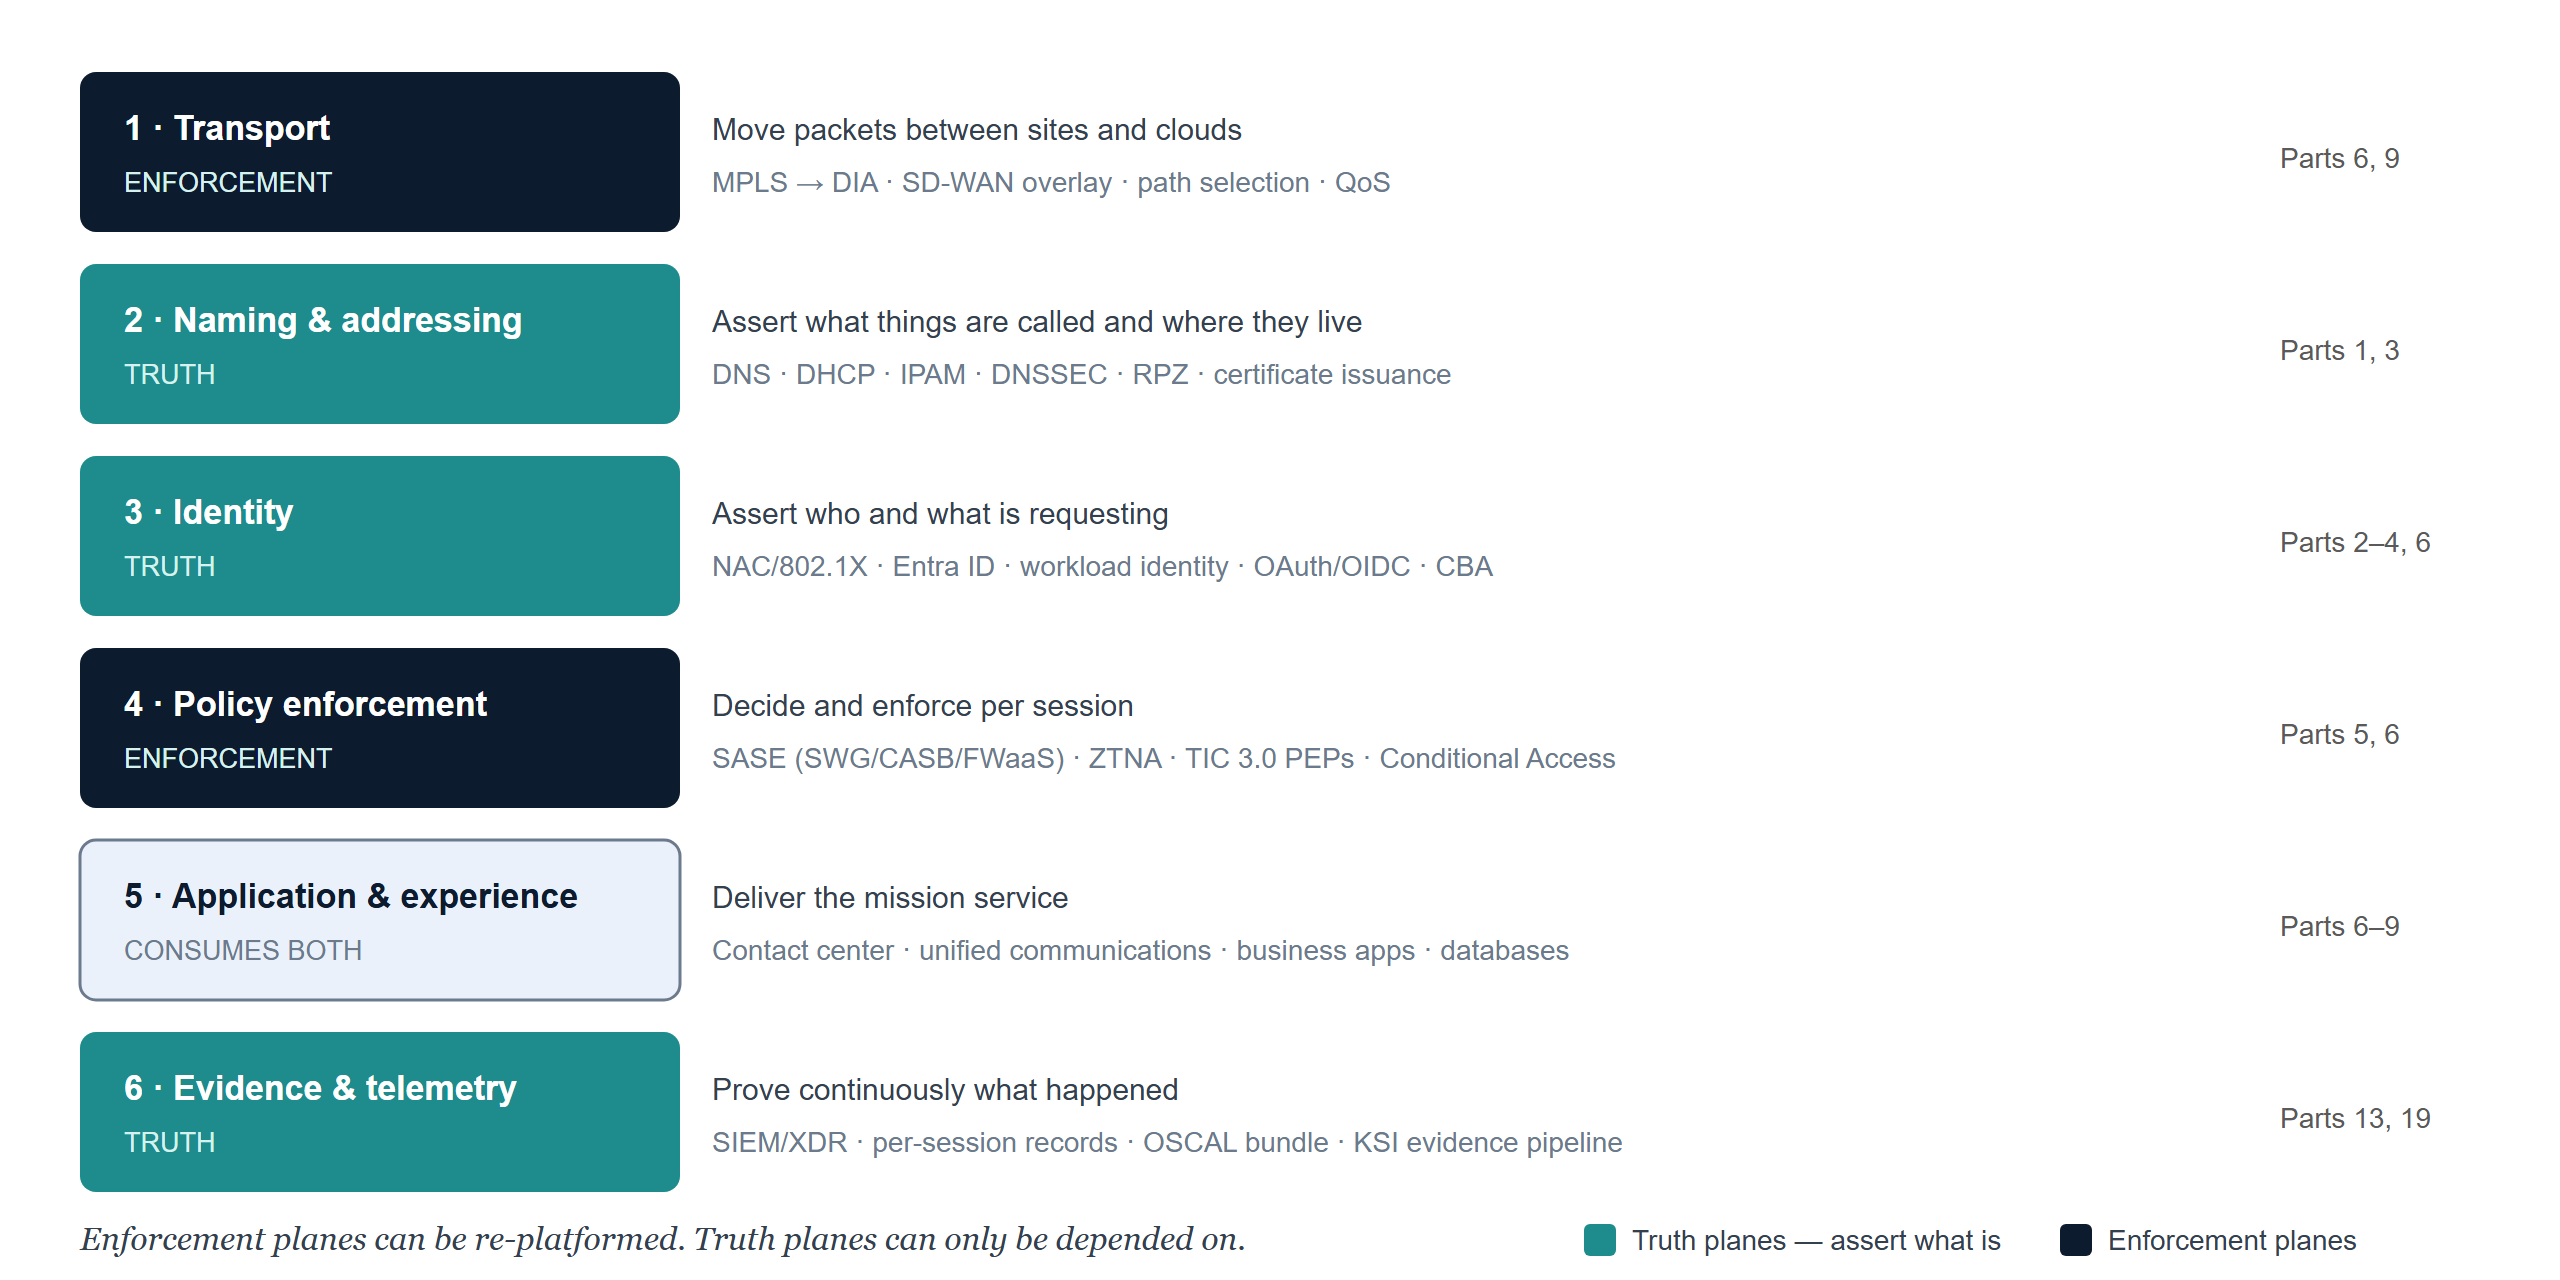 1 · Transport
ENFORCEMENT
Move packets between sites and clouds
MPLS → DIA · SD-WAN overlay · path selection · QoS
Parts 6, 9
2 · Naming & addressing
TRUTH
Assert what things are called and where they live
DNS · DHCP · IPAM · DNSSEC · RPZ · certificate issuance
Parts 1, 3
3 · Identity
TRUTH
Assert who and what is requesting
NAC/802.1X · Entra ID · workload identity · OAuth/OIDC · CBA
Parts 2–4, 6
4 · Policy enforcement
ENFORCEMENT
Decide and enforce per session
SASE (SWG/CASB/FWaaS) · ZTNA · TIC 3.0 PEPs · Conditional Access
Parts 5, 6
5 · Application & experience
CONSUMES BOTH
Deliver the mission service
Contact center · unified communications · business apps · databases
Parts 6–9
6 · Evidence & telemetry
TRUTH
Prove continuously what happened
SIEM/XDR · per-session records · OSCAL bundle · KSI evidence pipeline
Parts 13, 19
Enforcement planes can be re-platformed. Truth planes can only be depended on.
Truth planes — assert what is
Enforcement planes